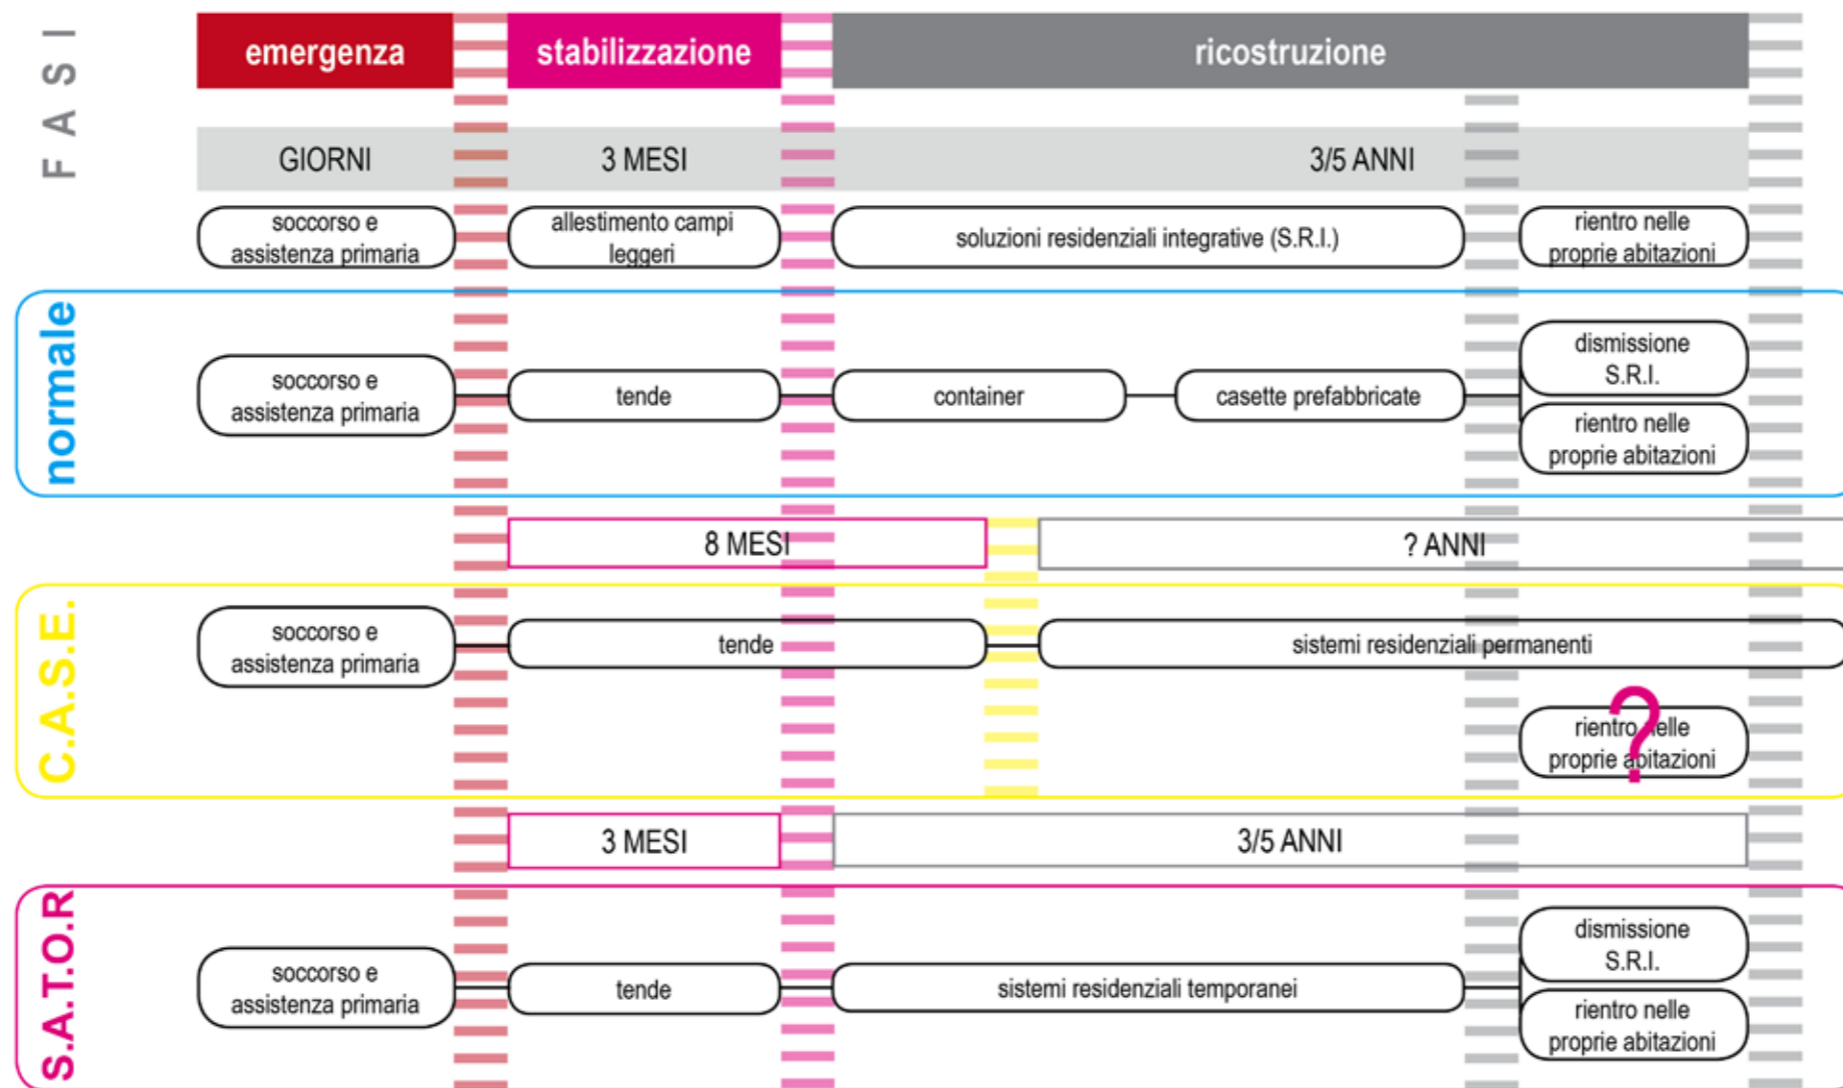 FASI
emergenza
stabilizzazione
ricostruzione
GIORNI
3 MESI
3/5 ANNI
soccorso e
assistenza primaria
allestimento campi
leggeri
soluzioni residenziali integrative (S.R.I.)
rientro nelle
proprie abitazioni
normale
soccorso e
assistenza primaria
tende
container
casette prefabbricate
dismissione
S.R.I.
rientro nelle
proprie abitazioni
8 MESI
? ANNI
C.A.S.E.
soccorso e
assistenza primaria
tende
sistemi residenziali permanenti
rientro nelle
proprie abitazioni
?
3 MESI
3/5 ANNI
S.A.T.O.R
soccorso e
assistenza primaria
tende
sistemi residenziali temporanei
dismissione
S.R.I.
rientro nelle
proprie abitazioni